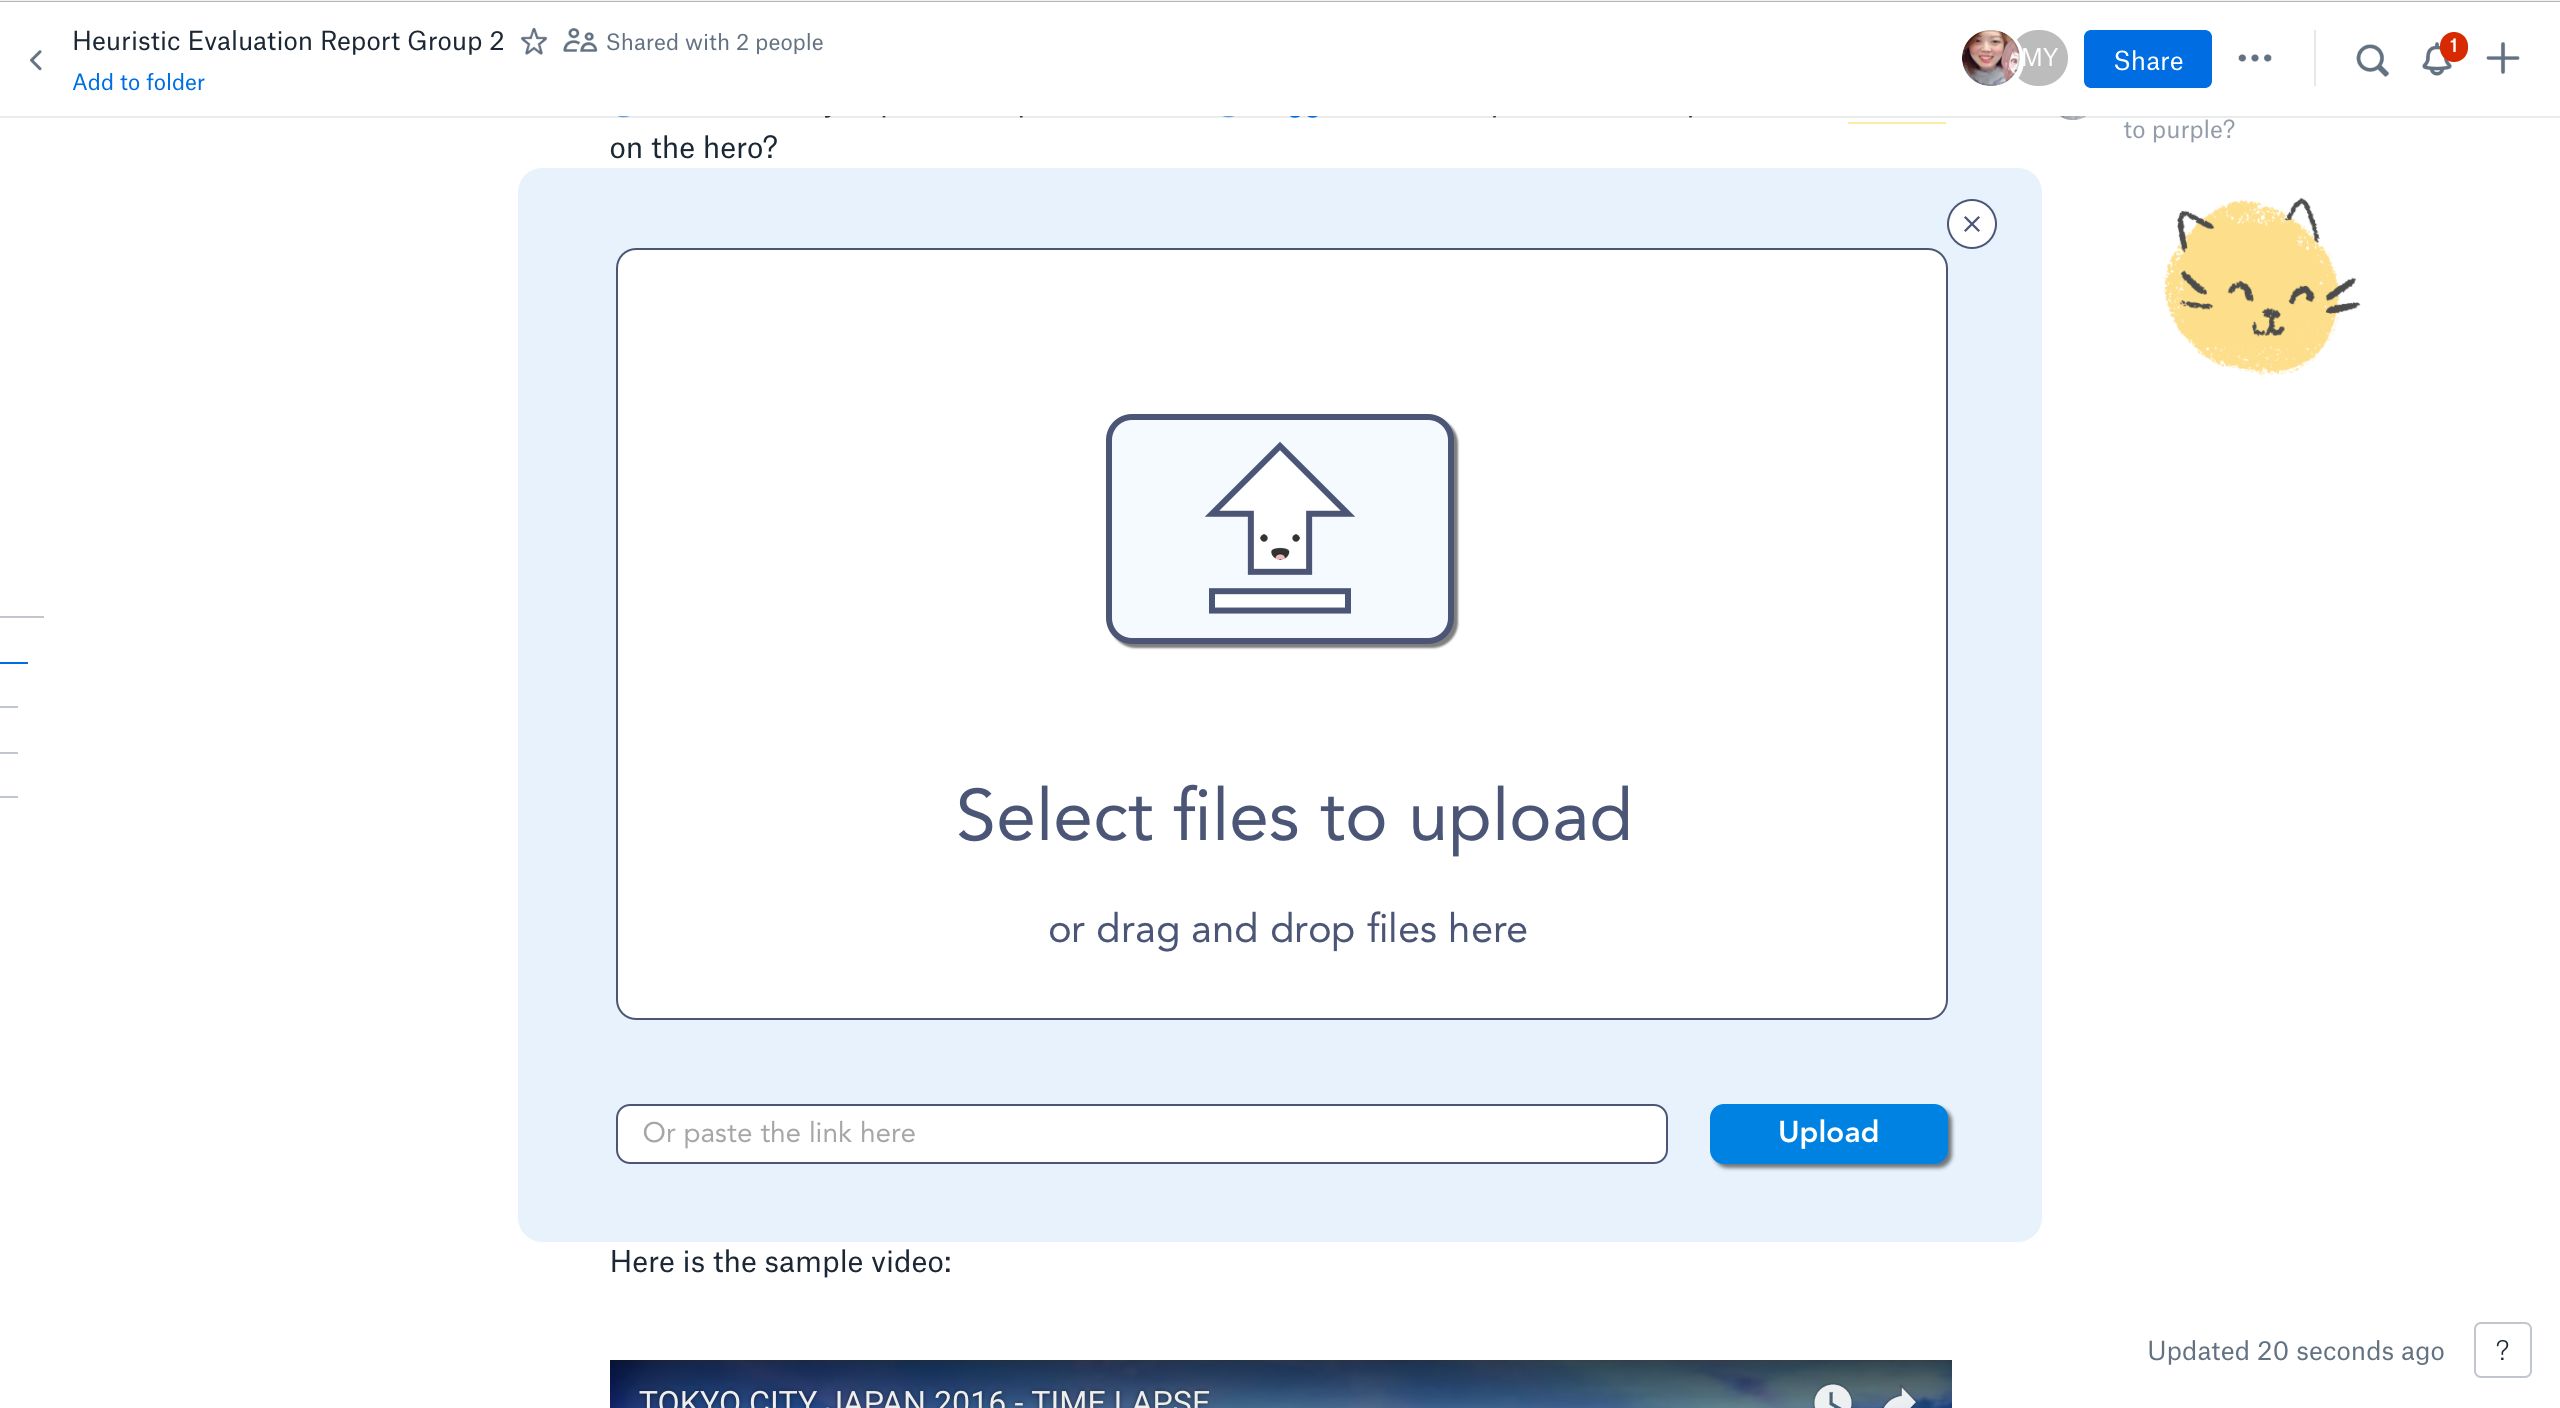 Heuristic Evaluation Report Group 2
Shared with 2 people
Add to folder
MY
Share
1
to purple?
on the hero?
Select files to upload
or drag and drop files here
Or paste the link here
Upload
Here is the sample video:
TOKYO CITY, JAPAN 2016 - TIME LAPSE
Updated 20 seconds ago
?